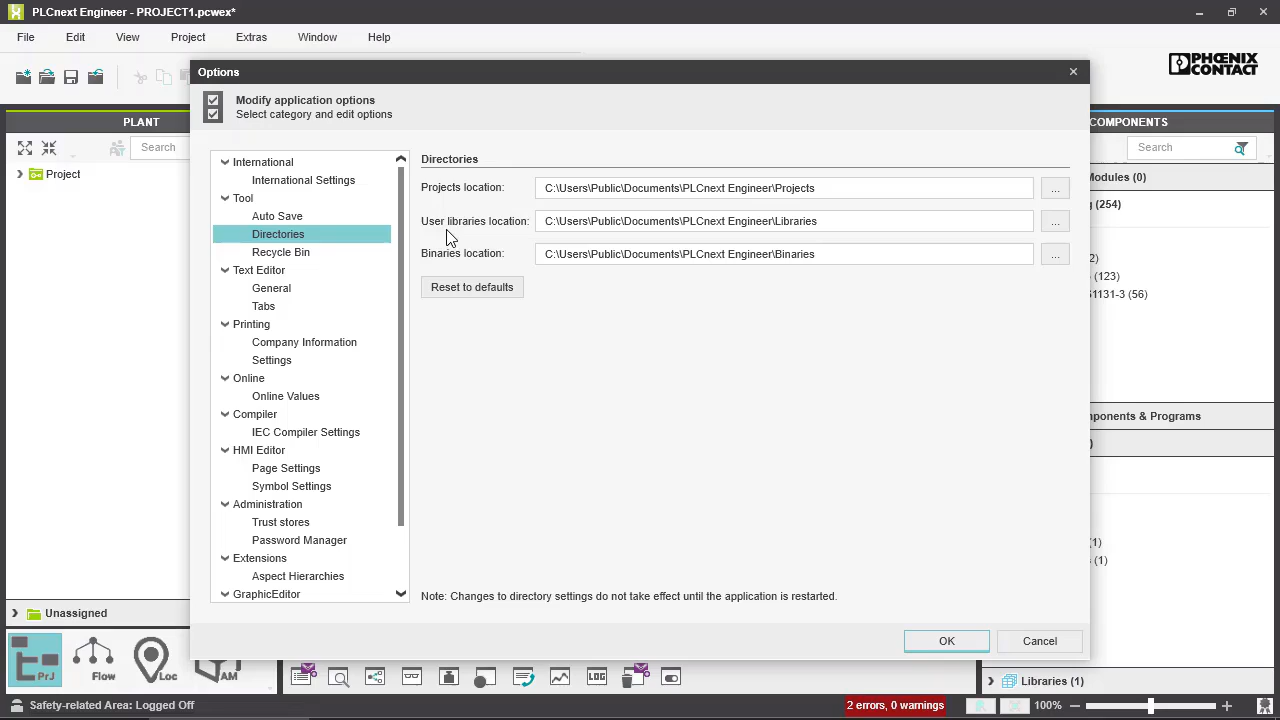 PLCnext Engineer - PROJECT1.pcwex*
File Edit View Project Extras Window Help
PHŒNIX
CONTACT
Options
Modify application options
Select category and edit options
PLANT
Search
Project
International
International Settings
Tool
Auto Save
Directories
Recycle Bin
Text Editor
General
Tabs
Printing
Company Information
Settings
Online
Online Values
Compiler
IEC Compiler Settings
HMI Editor
Page Settings
Symbol Settings
Administration
Trust stores
Password Manager
Extensions
Aspect Hierarchies
GraphicEditor
Directories
Projects location: C:\Users\Public\Documents\PLCnext Engineer\Projects ...
User libraries location: C:\Users\Public\Documents\PLCnext Engineer\Libraries ...
Binaries location: C:\Users\Public\Documents\PLCnext Engineer\Binaries ...
Reset to defaults
Note: Changes to directory settings do not take effect until the application is restarted.
OK Cancel
COMPONENTS
Search
Modules (0)
g (254)
2)
(123)
61131-3 (56)
mponents & Programs
)
(1)
s (1)
Libraries (1)
Unassigned
PrJ Flow Loc AM
LOG
Safety-related Area: Logged Off
2 errors, 0 warnings
100%